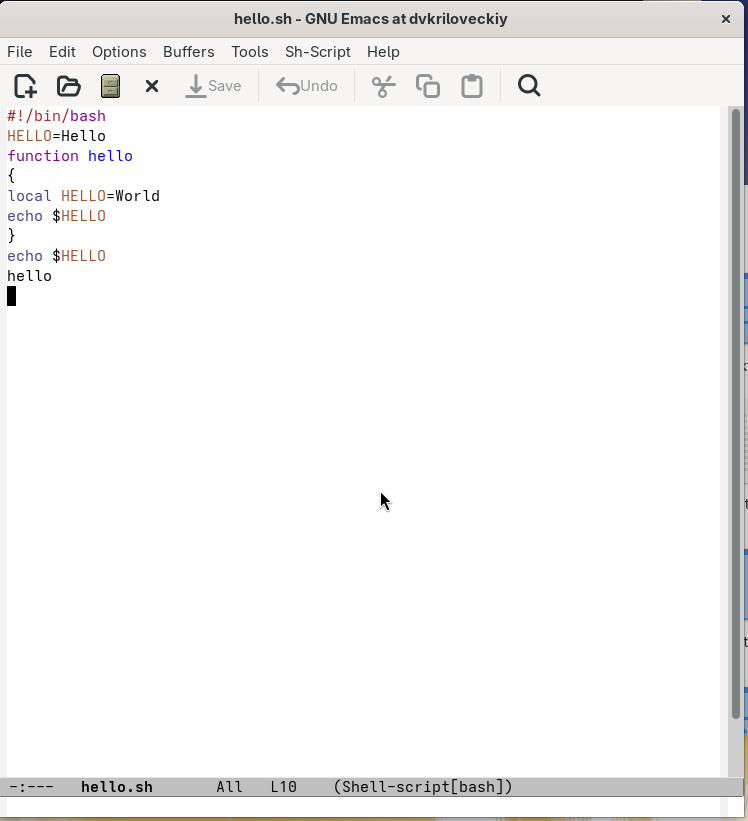 hello.sh - GNU Emacs at dvkriloveckiy
File Edit Options Buffers Tools Sh-Script Help
Save Undo
#!/bin/bash
HELLO=Hello
function hello
{
local HELLO=World
echo $HELLO
}
echo $HELLO
hello
-:--- hello.sh All L10 (Shell-script[bash])